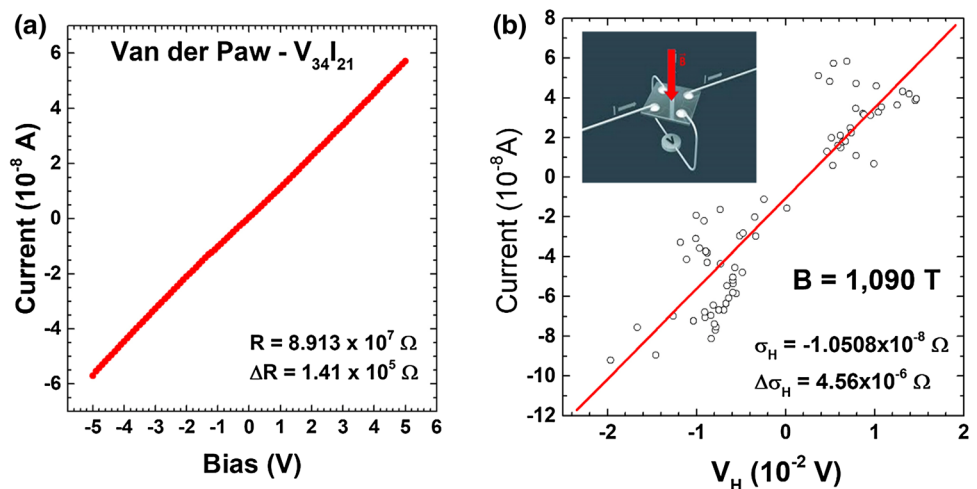 (a)
Van der Paw - V₃₄I₂₁
Current (10⁻⁸ A)
6
4
2
0
-2
-4
-6
R = 8.913 x 10⁷ Ω
ΔR = 1.41 x 10⁵ Ω
-5 -4 -3 -2 -1 0 1 2 3 4 5 6
Bias (V)
(b)
Current (10⁻⁸A)
8
6
4
2
0
-2
-4
-6
-8
-10
-12
B = 1,090 T
σH = -1.0508x10⁻⁸ Ω
ΔσH = 4.56x10⁻⁶ Ω
-2 -1 0 1 2
VH (10⁻² V)